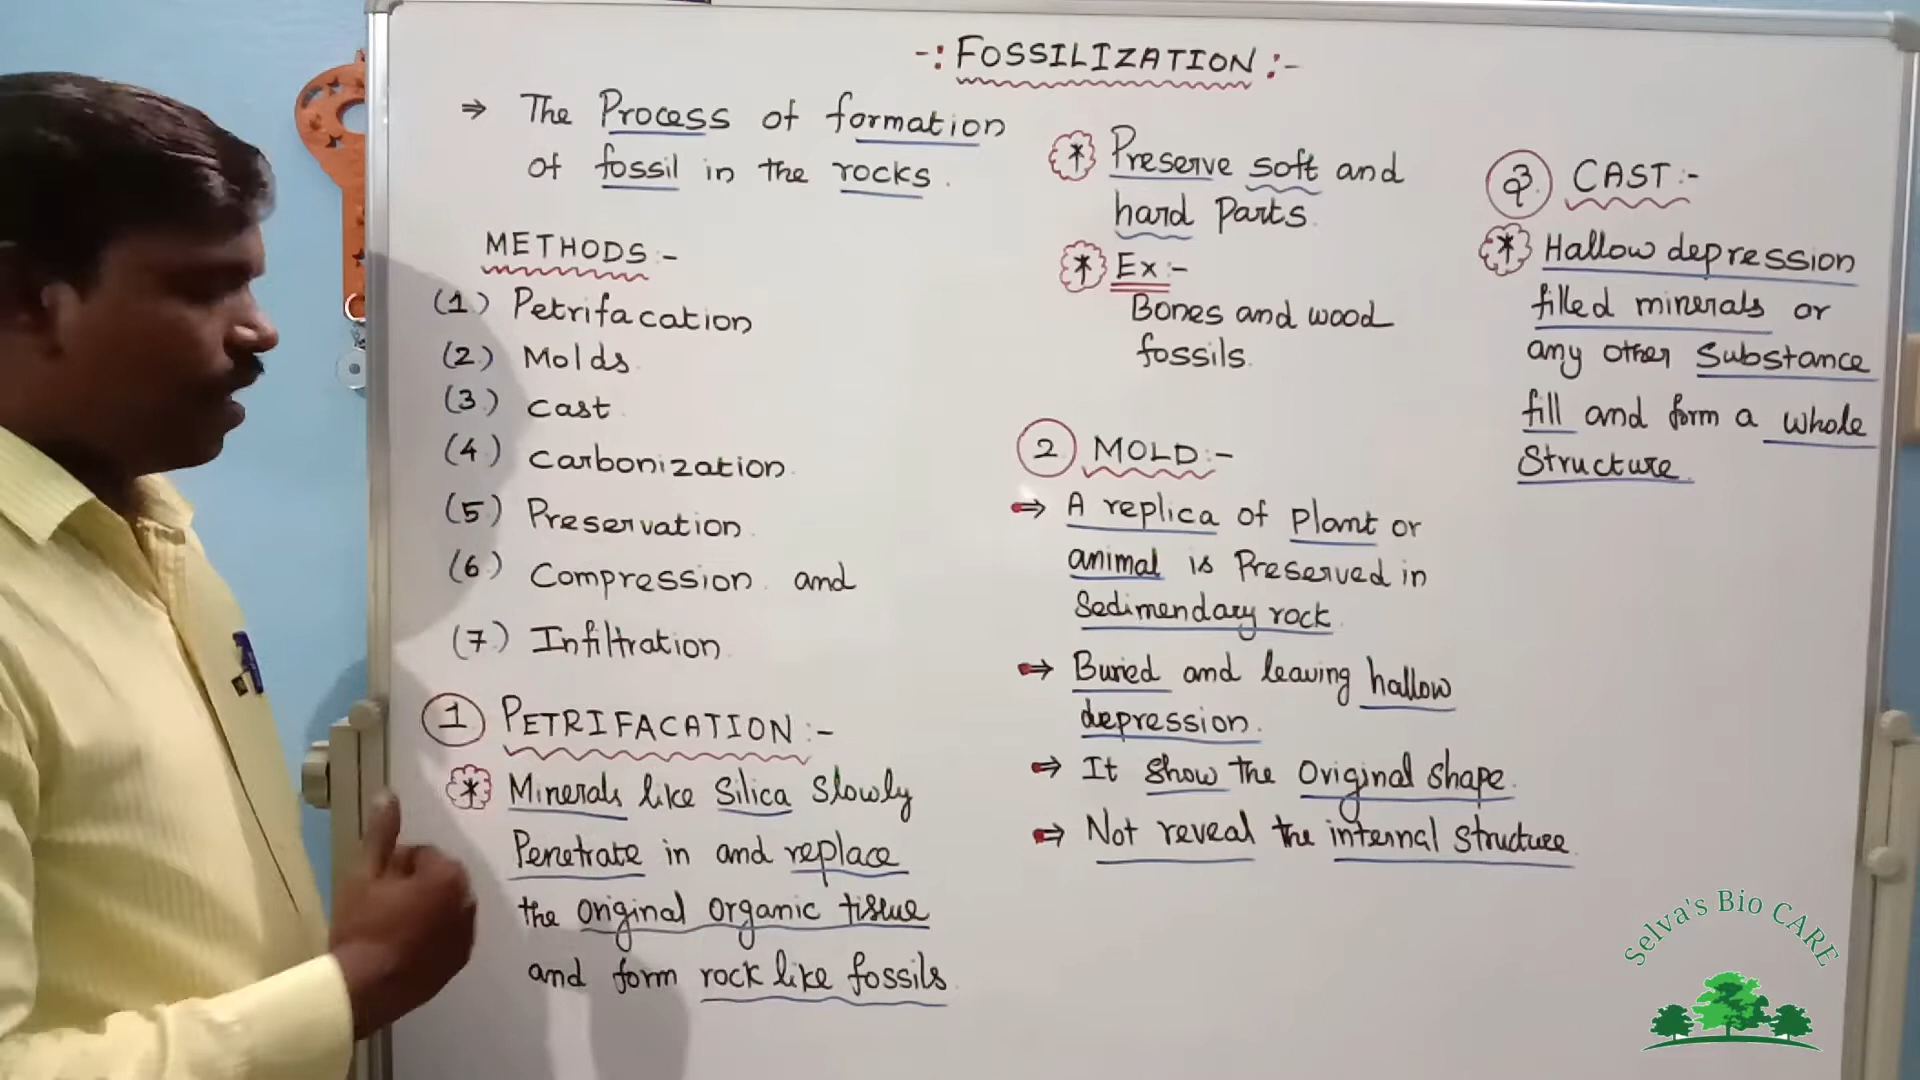 -: FOSSILIZATION :-
⇒ The Process of formation
of fossil in the rocks.
METHODS :-
(1) Petrifacation
(2) Molds
(3) Cast
(4) Carbonization
(5) Preservation
(6) Compression and
(7) Infiltration
1 PETRIFACATION :-
* Minerals like Silica Slowly
Penetrate in and replace
the original organic tissue
and form rock like fossils.
* Preserve soft and
hard Parts.
* Ex :-
Bones and wood
fossils.
2 MOLD :-
⇒ A replica of Plant or
animal is Preserved in
Sedimendary rock.
⇒ Buried and leaving hallow
depression.
⇒ It show the Original shape.
⇒ Not reveal the internal structure.
3 CAST :-
* Hallow depression
filled minerals or
any other Substance
fill and form a whole
Structure.
Selva's Bio CARE